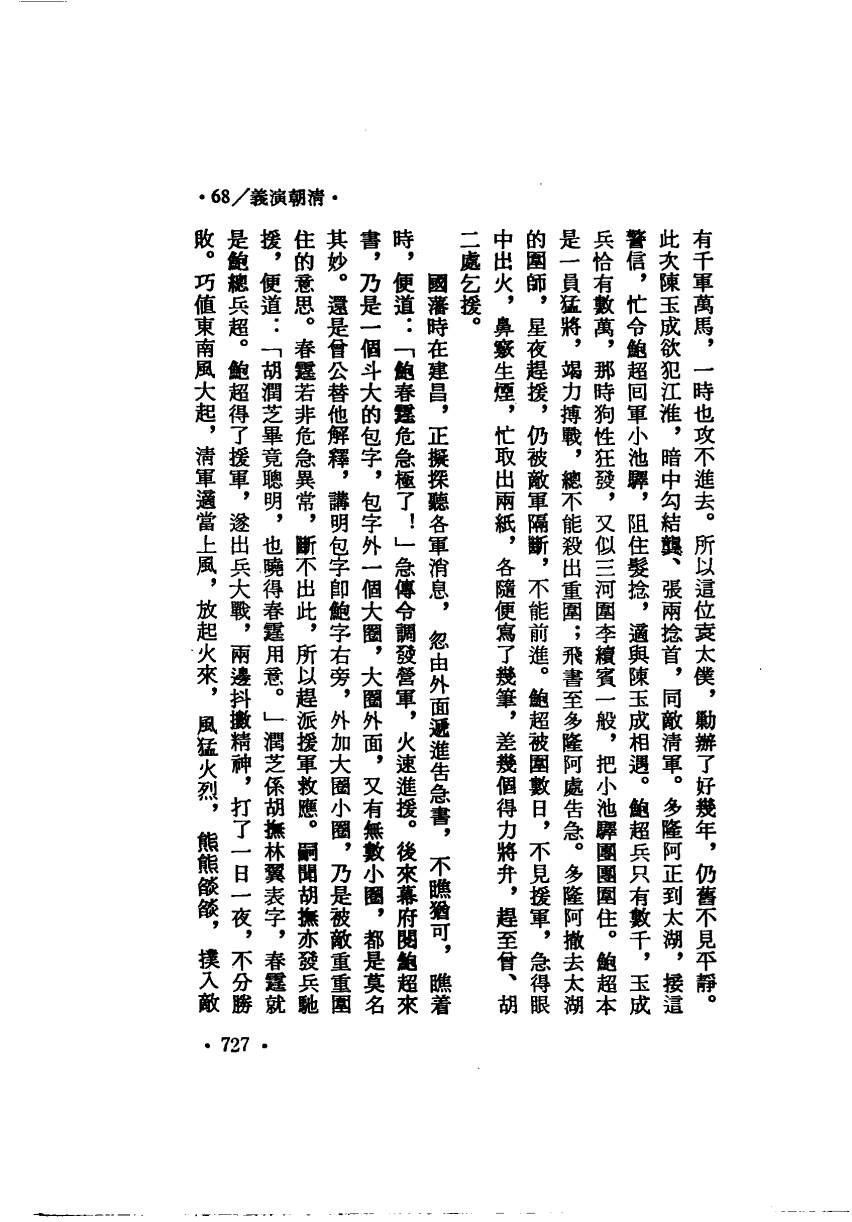 ·68/義演朝清·
有千軍萬馬，一時也攻不進去。所以這位袁太僕，勦辦了好幾年，仍舊不見平靜。
此次陳玉成欲犯江淮，暗中勾結龔、張兩捻首，同敵清軍。多隆阿正到太湖，接這
警信，忙令鮑超回軍小池驛，阻住髮捻，適與陳玉成相遇。鮑超兵只有數千，玉成
兵恰有數萬，那時狗性狂發，又似三河圍李續賓一般，把小池驛團團圍住。鮑超本
是一員猛將，竭力搏戰，總不能殺出重圍；飛書至多隆阿處告急。多隆阿撤去太湖
的圍師，星夜趕援，仍被敵軍隔斷，不能前進。鮑超被圍數日，不見援軍，急得眼
中出火，鼻竅生煙，忙取出兩紙，各隨便寫了幾筆，差幾個得力將弁，趕至曾、胡
二處乞援。
國藩時在建昌，正擬探聽各軍消息，忽由外面遞進告急書，不瞧猶可，瞧着
時，便道：「鮑春霆危急極了！」急傳令調發營軍，火速進援。後來幕府閱鮑超來
書，乃是一個斗大的包字，包字外一個大圈，大圈外面，又有無數小圈，都是莫名
其妙。還是曾公替他解釋，講明包字卽鮑字右旁，外加大圈小圈，乃是被敵重重圍
住的意思。春霆若非危急異常，斷不出此，所以趕派援軍救應。嗣聞胡撫亦發兵馳
援，便道：「胡潤芝畢竟聰明，也曉得春霆用意。」潤芝係胡撫林翼表字，春霆就
是鮑總兵超。鮑超得了援軍，遂出兵大戰，兩邊抖擻精神，打了一日一夜，不分勝
敗。巧値東南風大起，清軍適當上風，放起火來，風猛火烈，熊熊燄燄，撲入敵
·727·